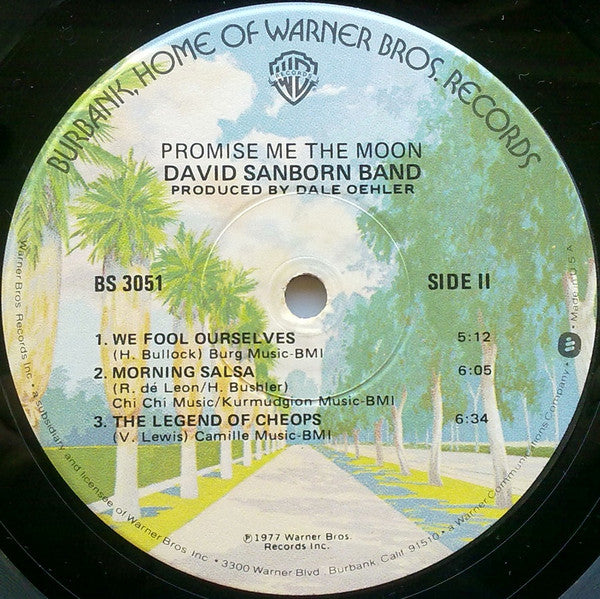 BURBANK, HOME OF WARNER BROS. RECORDS
RECORDS
PROMISE ME THE MOON
DAVID SANBORN BAND
PRODUCED BY DALE OEHLER
BS 3051
SIDE II
1. WE FOOL OURSELVES 5:12
(H. Bullock) Burg Music-BMI
2. MORNING SALSA 6:05
(R. dé Leon/H. Bushler)
Chi Chi Music/Kurmudgion Music-BMI
3. THE LEGEND OF CHEOPS 6:34
(V. Lewis) Camille Music-BMI
℗1977 Warner Bros.
Records Inc.
Warner Bros. Records Inc. • a subsidiary and licensee of Warner Bros. Inc. • 3300 Warner Blvd., Burbank, Calif. 91510 • a Warner Communications Company • Made in U S A